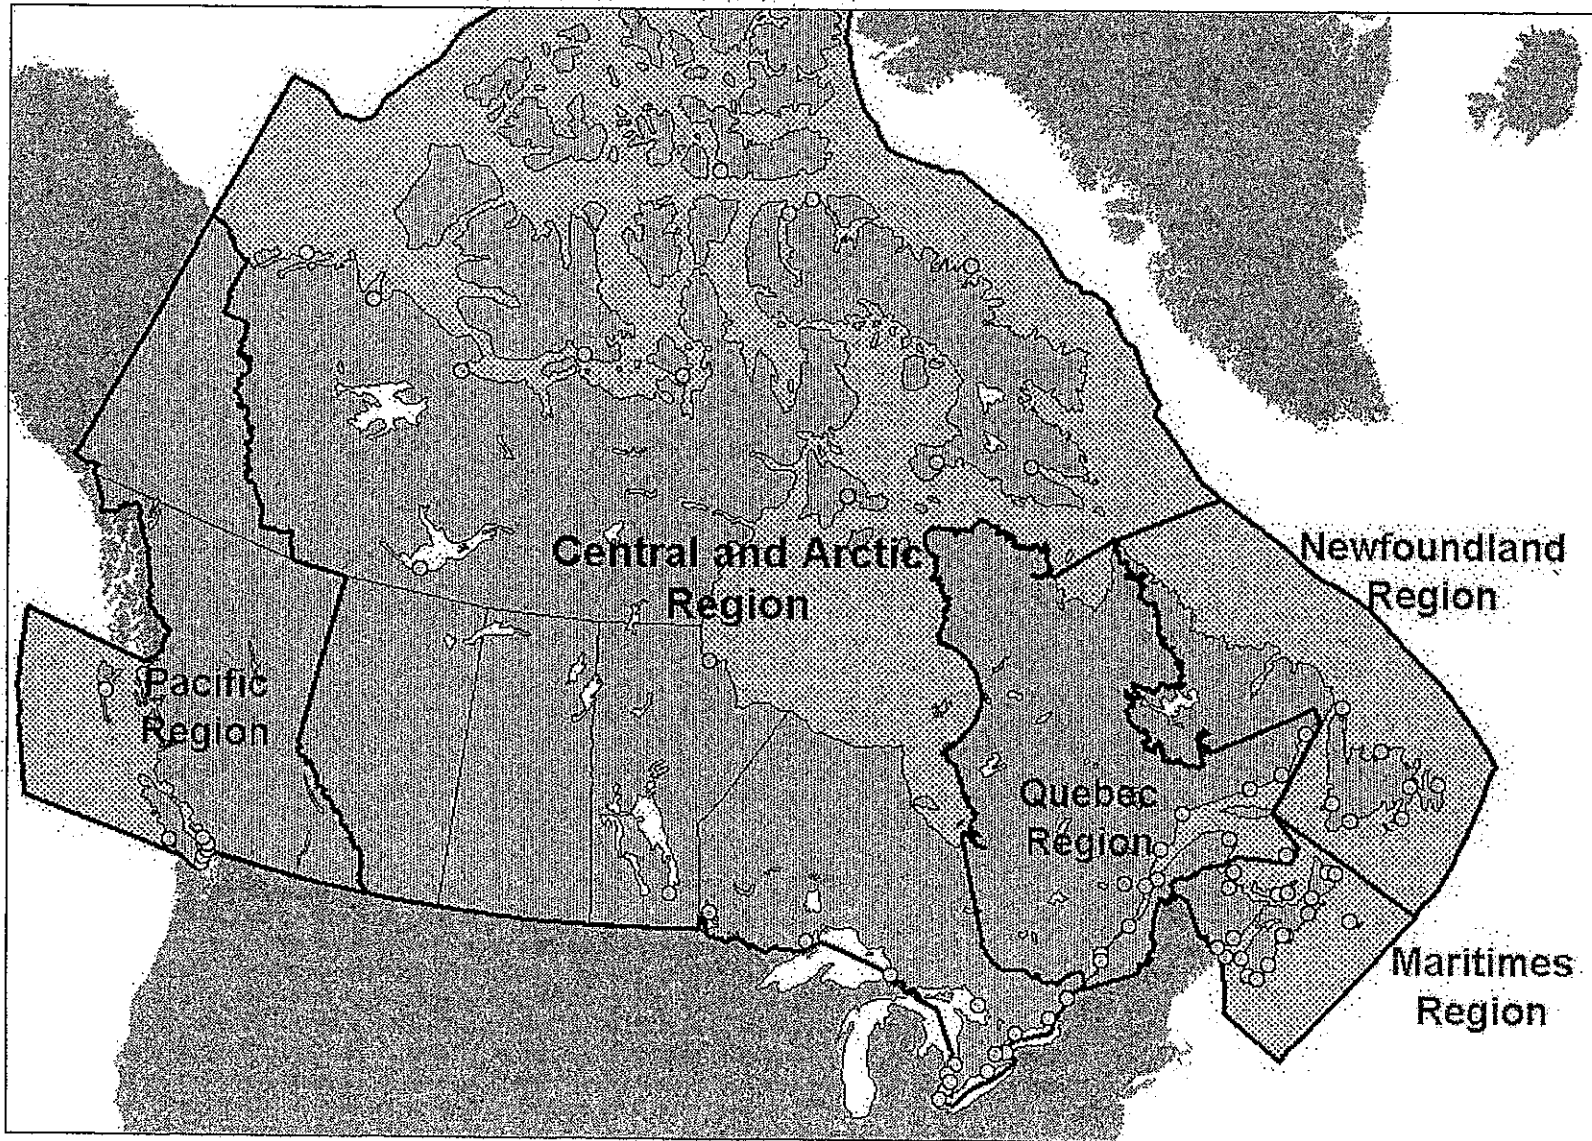 Central and Arctic
Region
Newfoundland
Region
Pacific
Region
Quebec
Region
Maritimes
Region